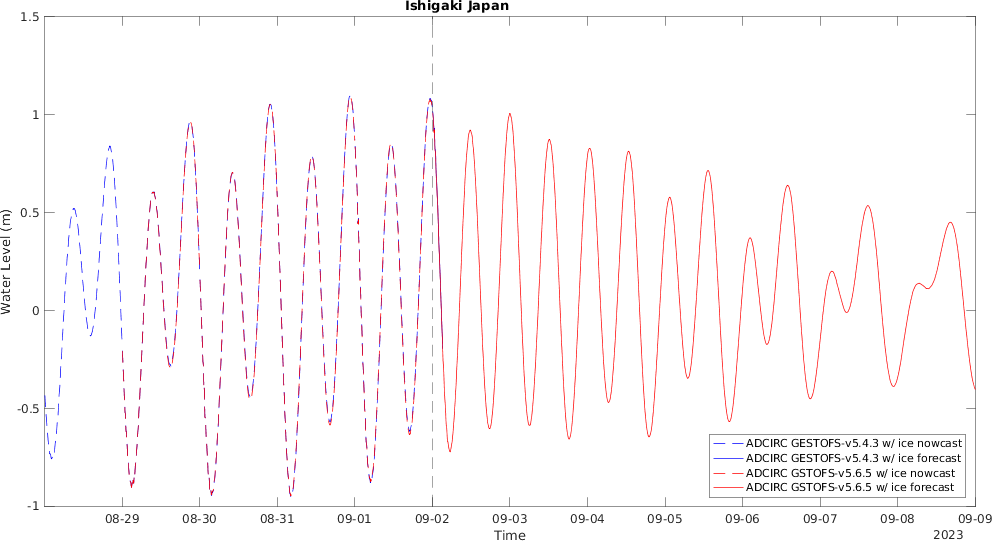 Ishigaki Japan
Water Level (m)
1.5
1
0.5
0
-0.5
-1
08-29 08-30 08-31 09-01 09-02 09-03 09-04 09-05 09-06 09-07 09-08 09-09
Time
2023
ADCIRC GESTOFS-v5.4.3 w/ ice nowcast
ADCIRC GESTOFS-v5.4.3 w/ ice forecast
ADCIRC GSTOFS-v5.6.5 w/ ice nowcast
ADCIRC GSTOFS-v5.6.5 w/ ice forecast